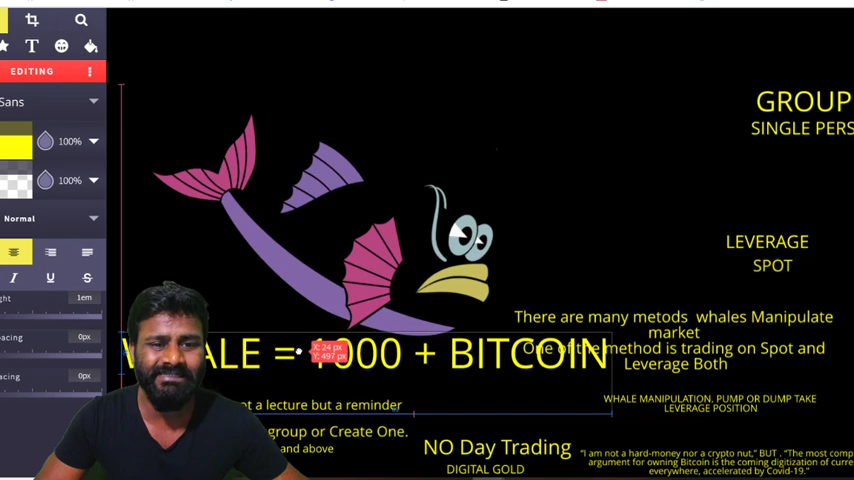 EDITING
Sans
100%
100%
Normal
1em
0px
0px
GROUP
SINGLE PERS
LEVERAGE
SPOT
There are many metods whales Manipulate
market
One of the method is trading on Spot and
Leverage Both
ALE = 1000 + BITCOIN
X: 24 px
Y: 497 px
WHALE MANIPULATION. PUMP OR DUMP TAKE
LEVERAGE POSITION
a lecture but a reminder
group or Create One.
and above
NO Day Trading
DIGITAL GOLD
"I am not a hard-money nor a crypto nut," BUT . "The most comp
argument for owning Bitcoin is the coming digitization of curre
everywhere, accelerated by Covid-19."